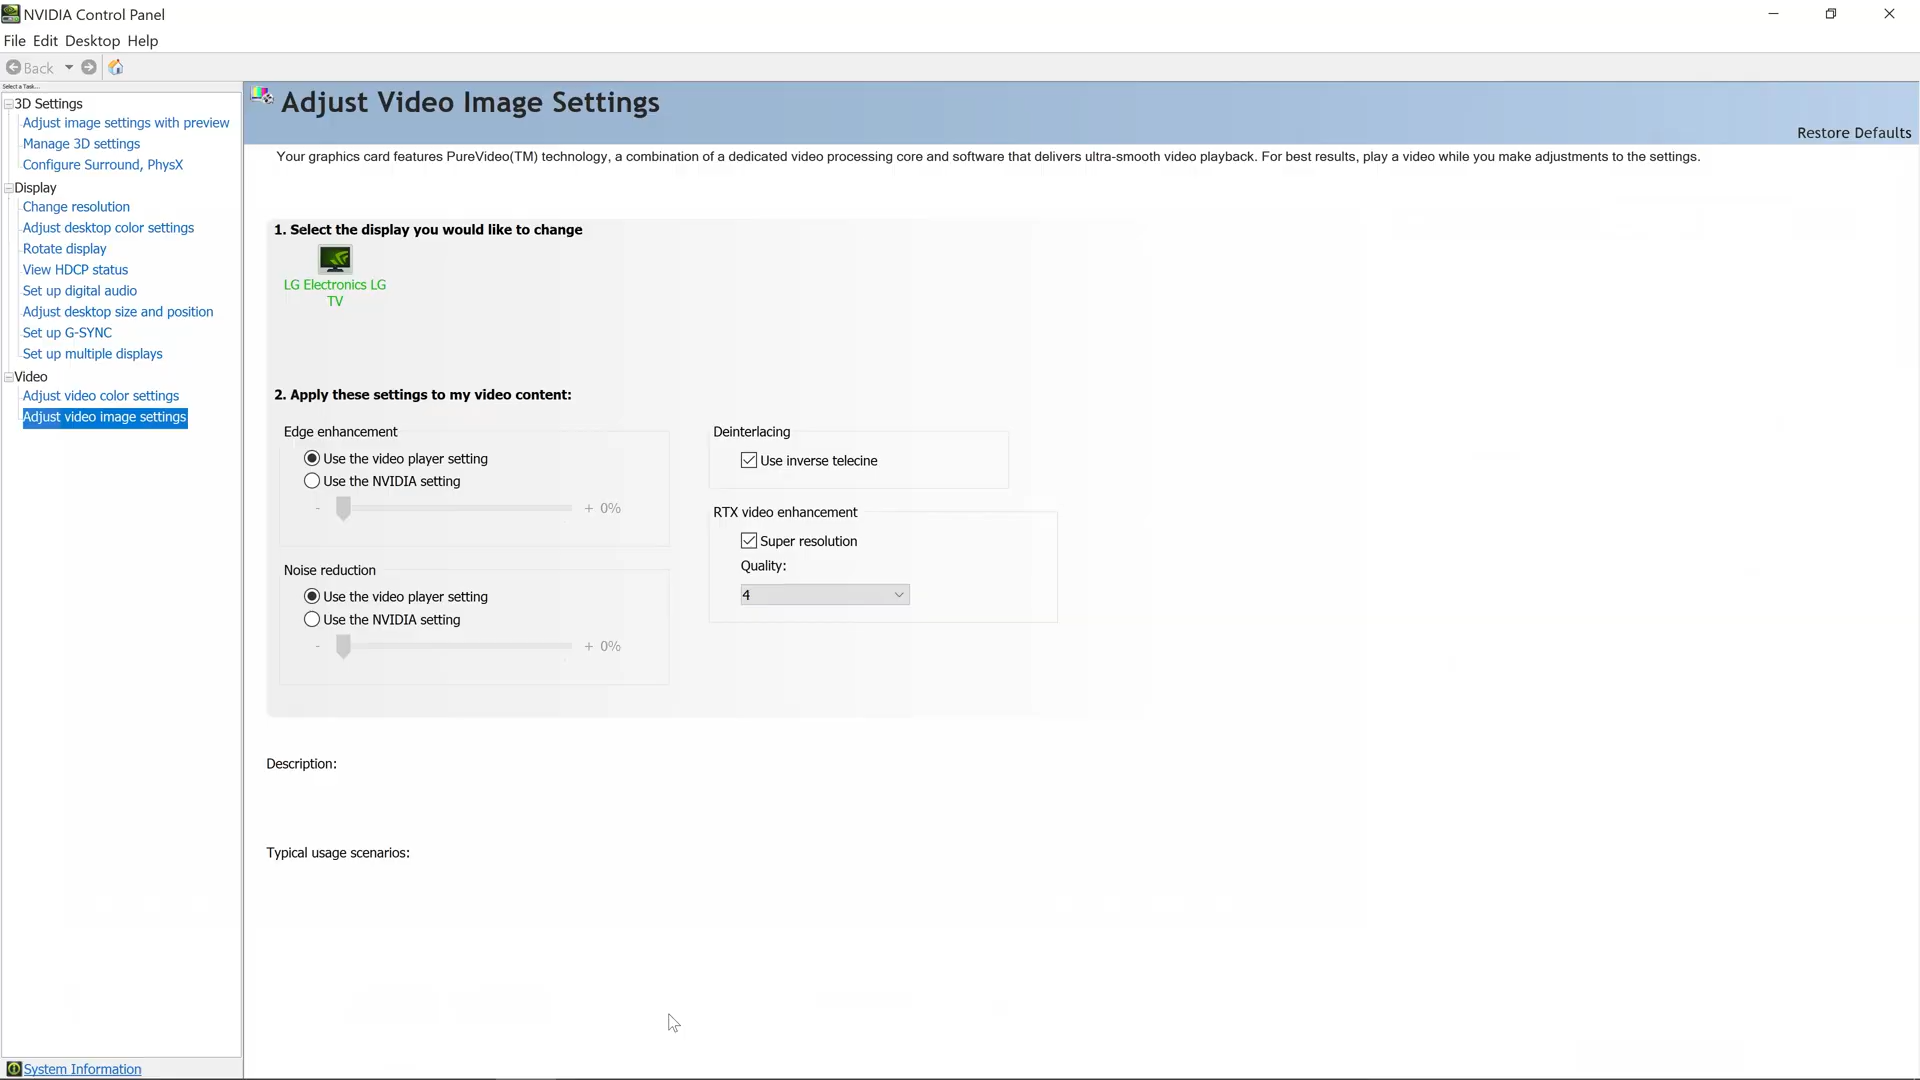 NVIDIA Control Panel
File Edit Desktop Help
Back
Select a Task...
3D Settings
Adjust image settings with preview
Manage 3D settings
Configure Surround, PhysX
Display
Change resolution
Adjust desktop color settings
Rotate display
View HDCP status
Set up digital audio
Adjust desktop size and position
Set up G-SYNC
Set up multiple displays
Video
Adjust video color settings
Adjust video image settings
System Information
Adjust Video Image Settings
Restore Defaults
Your graphics card features PureVideo(TM) technology, a combination of a dedicated video processing core and software that delivers ultra-smooth video playback. For best results, play a video while you make adjustments to the settings.
1. Select the display you would like to change
LG Electronics LG
TV
2. Apply these settings to my video content:
Edge enhancement
Use the video player setting
Use the NVIDIA setting
- + 0%
Noise reduction
Use the video player setting
Use the NVIDIA setting
- + 0%
Deinterlacing
Use inverse telecine
RTX video enhancement
Super resolution
Quality:
4
Description:
Typical usage scenarios: